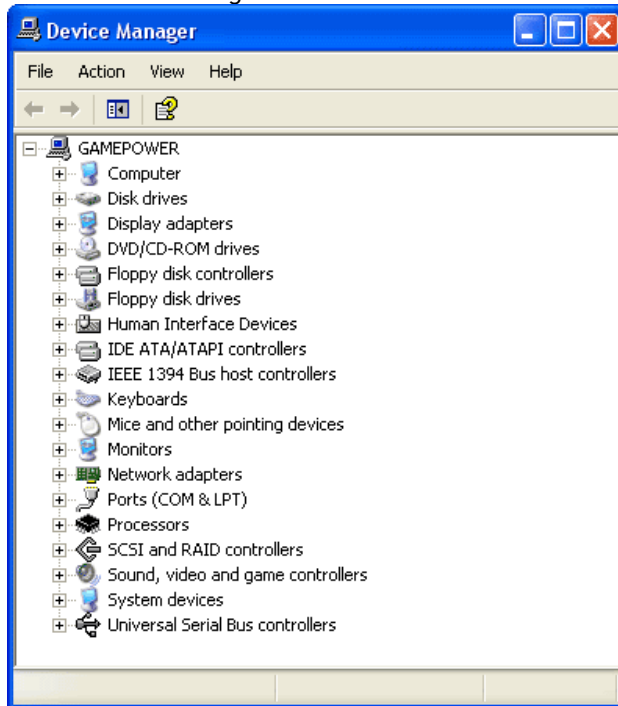 Device Manager
File Action View Help
GAMEPOWER
Computer
Disk drives
Display adapters
DVD/CD-ROM drives
Floppy disk controllers
Floppy disk drives
Human Interface Devices
IDE ATA/ATAPI controllers
IEEE 1394 Bus host controllers
Keyboards
Mice and other pointing devices
Monitors
Network adapters
Ports (COM & LPT)
Processors
SCSI and RAID controllers
Sound, video and game controllers
System devices
Universal Serial Bus controllers